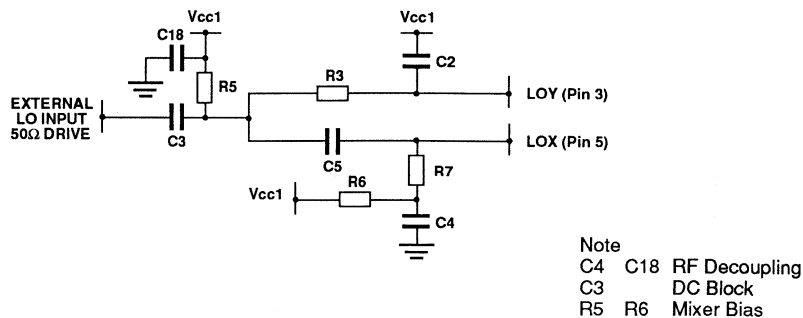 Vcc1
Vcc1
C18
C2
R5
R3
LOY (Pin 3)
EXTERNAL
LO INPUT
50Ω DRIVE
C3
LOX (Pin 5)
C5
R7
R6
Vcc1
C4
Note
C4 C18 RF Decoupling
C3 DC Block
R5 R6 Mixer Bias